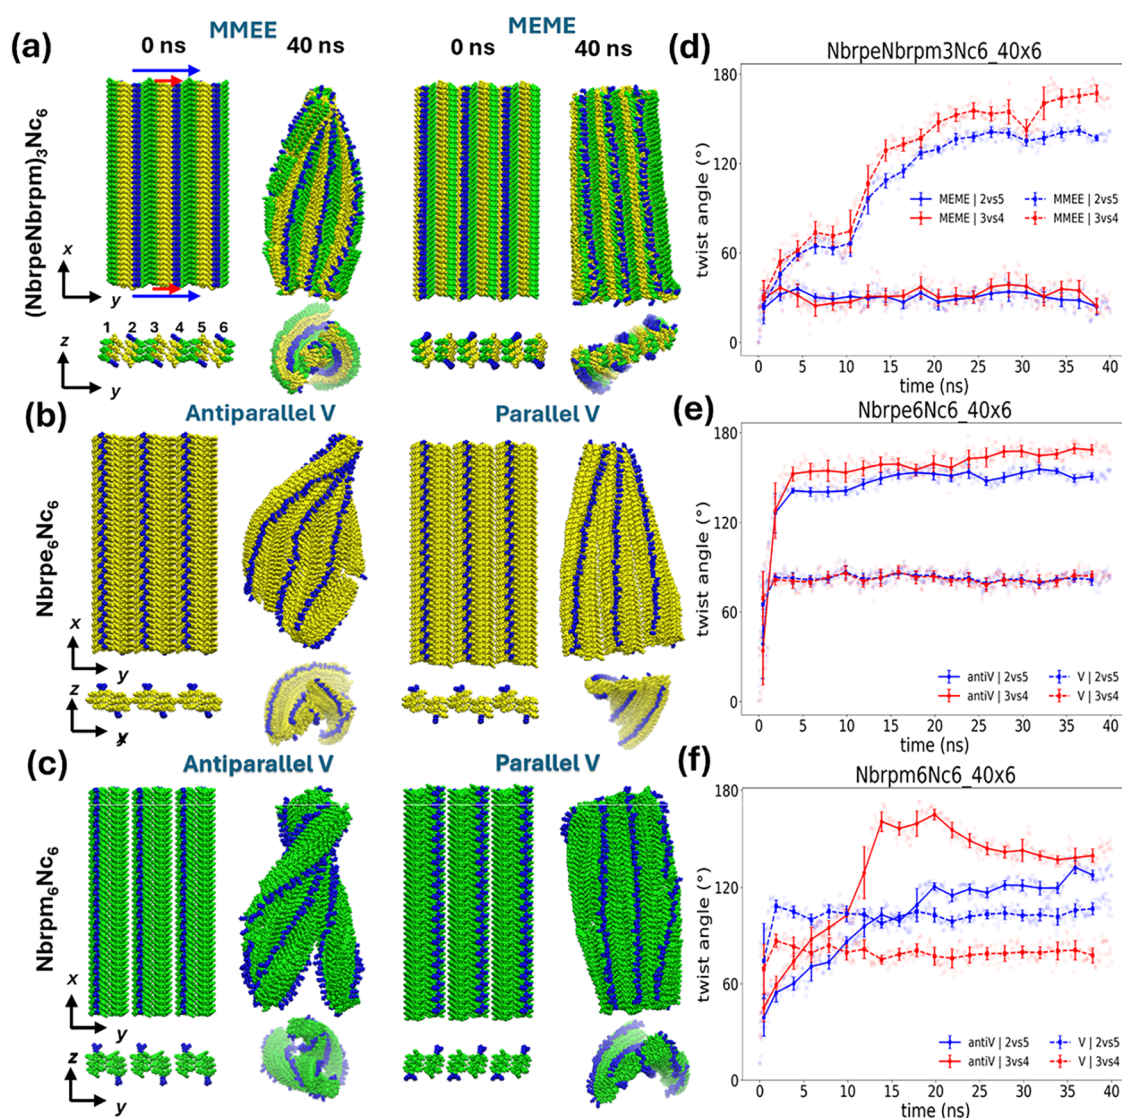 (a)
MMEE
MEME
0 ns
40 ns
0 ns
40 ns
(NbrpeNbrpm)3Nc6
x
y
1 2 3 4 5 6
z
y
(b)
Antiparallel V
Parallel V
Nbrpe6Nc6
x
y
z
(c)
Antiparallel V
Parallel V
Nbrpm6Nc6
x
y
z
y
(d)
NbrpeNbrpm3Nc6_40x6
180
120
60
0
twist angle (°)
MEME | 2vs5
MEME | 3vs4
MMEE | 2vs5
MMEE | 3vs4
0 5 10 15 20 25 30 35 40
time (ns)
(e)
Nbrpe6Nc6_40x6
180
120
60
0
twist angle (°)
antiV | 2vs5
antiV | 3vs4
V | 2vs5
V | 3vs4
0 5 10 15 20 25 30 35 40
time (ns)
(f)
Nbrpm6Nc6_40x6
180
120
60
0
twist angle (°)
antiV | 2vs5
antiV | 3vs4
V | 2vs5
V | 3vs4
0 5 10 15 20 25 30 35 40
time (ns)